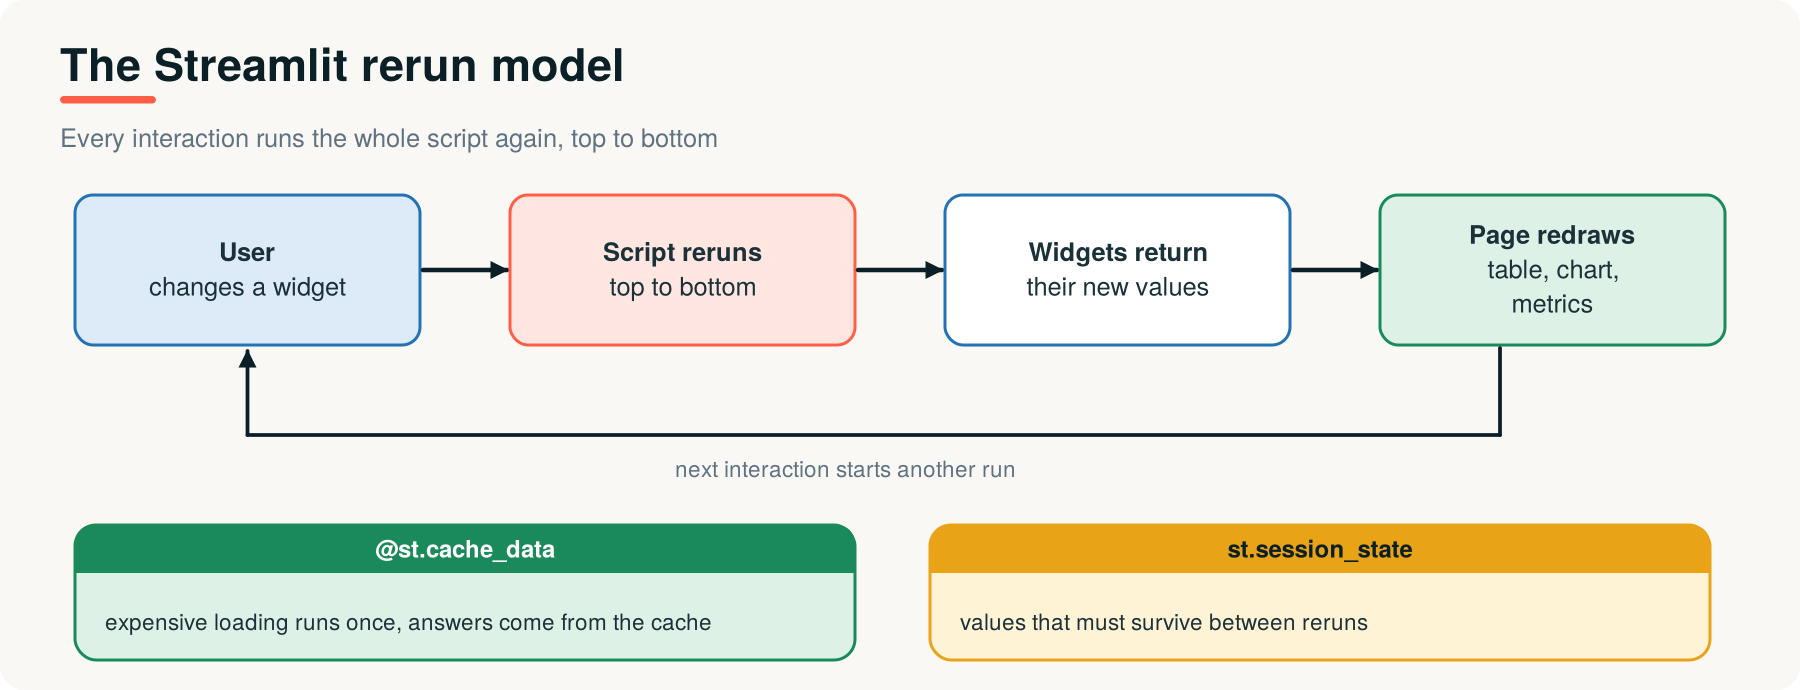 The Streamlit rerun model
Every interaction runs the whole script again, top to bottom
User
changes a widget
Script reruns
top to bottom
Widgets return
their new values
Page redraws
table, chart,
metrics
next interaction starts another run
@st.cache_data
expensive loading runs once, answers come from the cache
st.session_state
values that must survive between reruns